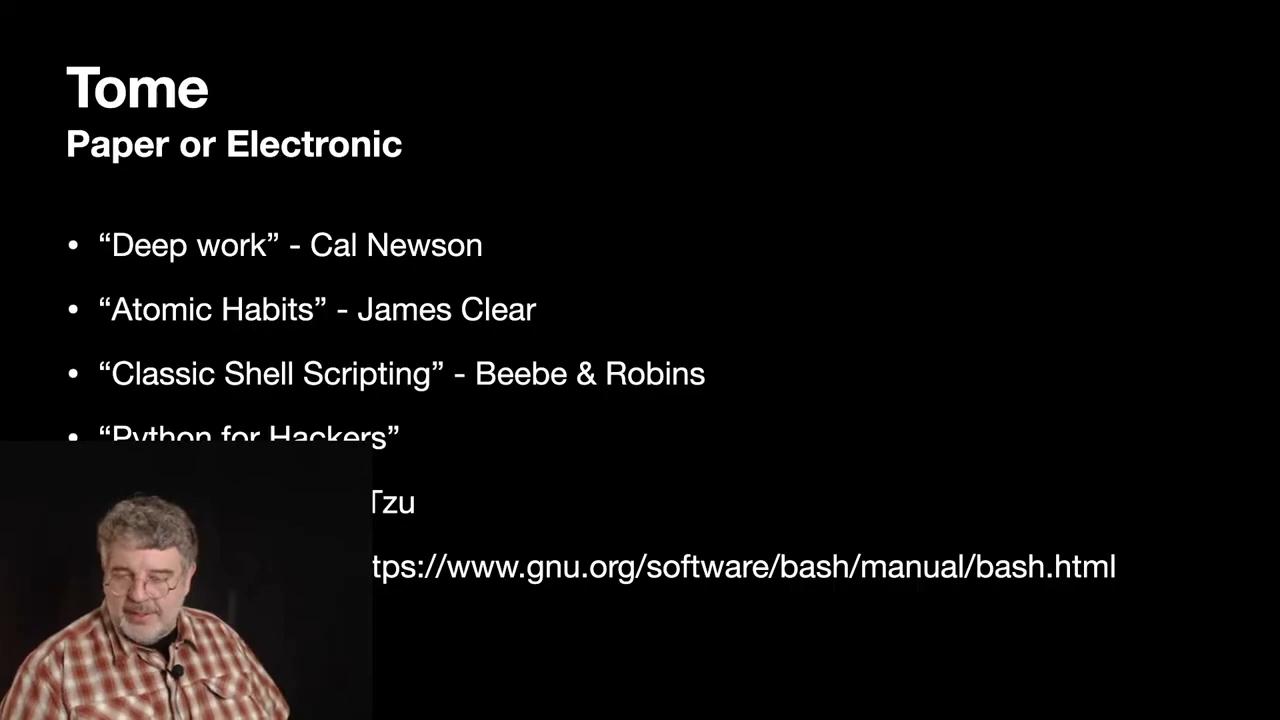 Tome
Paper or Electronic
• “Deep work” - Cal Newson
• “Atomic Habits” - James Clear
• “Classic Shell Scripting” - Beebe & Robins
• “Python for Hackers”
Tzu
tps://www.gnu.org/software/bash/manual/bash.html